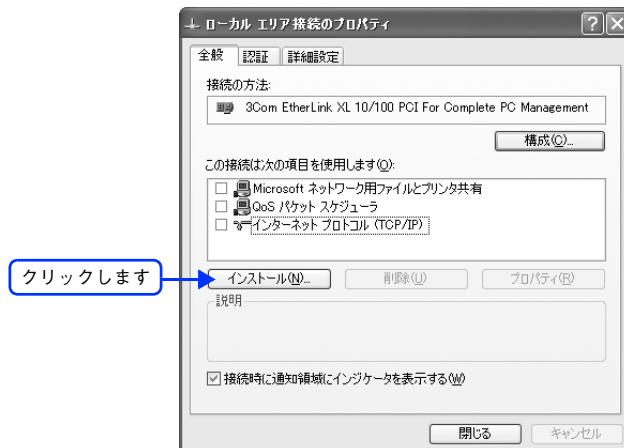 ローカル エリア接続のプロパティ
全般 認証 詳細設定
接続の方法:
3Com EtherLink XL 10/100 PCI For Complete PC Management
構成(C)...
この接続は次の項目を使用します(O):
Microsoft ネットワーク用ファイルとプリンタ共有
QoS パケット スケジューラ
インターネット プロトコル (TCP/IP)
クリックします
インストール(N)... 削除(U) プロパティ(R)
説明
接続時に通知領域にインジケータを表示する(W)
閉じる キャンセル